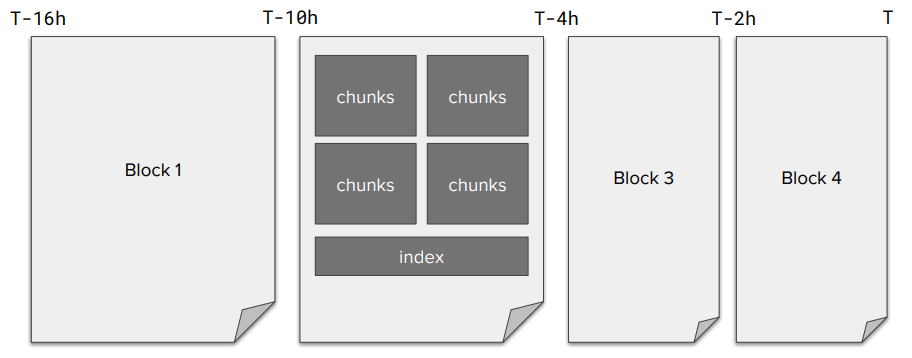 T-16h T-10h T-4h T-2h T
chunks chunks
Block 1
Block 3 Block 4
chunks chunks
index